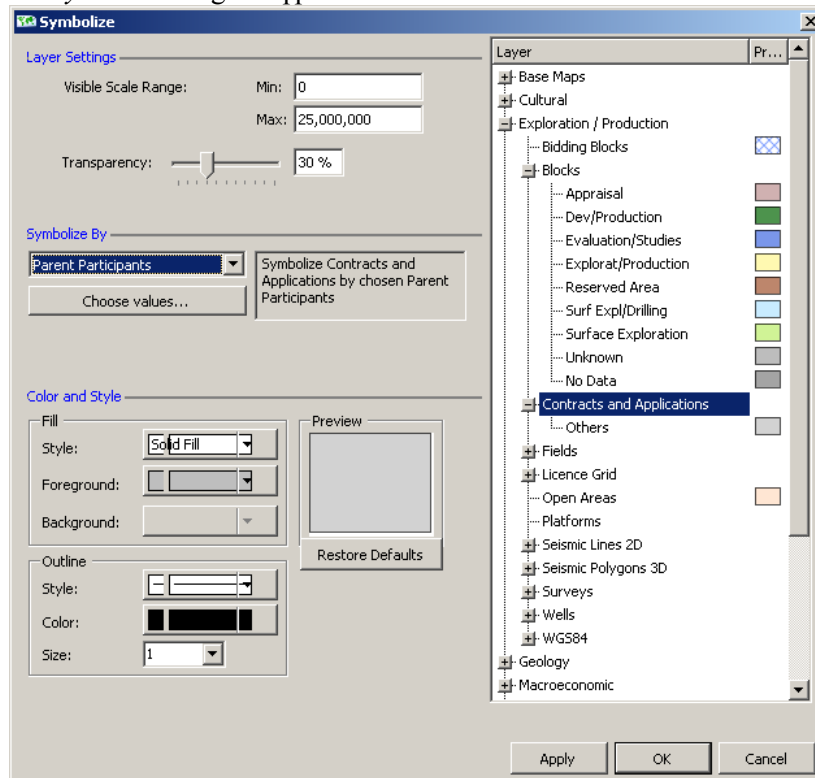 Symbolize
Layer Settings
Visible Scale Range: Min: 0
Max: 25,000,000
Transparency: 30 %
Symbolize By
Parent Participants
Choose values...
Symbolize Contracts and
Applications by chosen Parent
Participants
Color and Style
Fill
Style: Solid Fill
Foreground:
Background:
Preview
Restore Defaults
Outline
Style:
Color:
Size: 1
Layer Pr...
Base Maps
Cultural
Exploration / Production
Bidding Blocks
Blocks
Appraisal
Dev/Production
Evaluation/Studies
Explorat/Production
Reserved Area
Surf Expl/Drilling
Surface Exploration
Unknown
No Data
Contracts and Applications
Others
Fields
Licence Grid
Open Areas
Platforms
Seismic Lines 2D
Seismic Polygons 3D
Surveys
Wells
WGS84
Geology
Macroeconomic
Apply OK Cancel